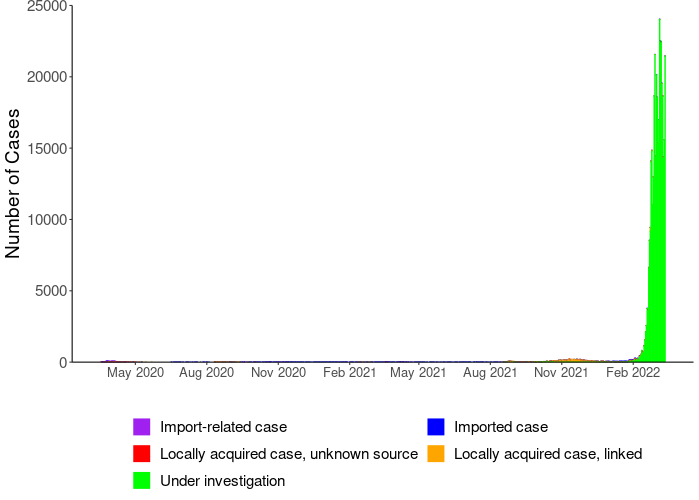 25000
20000
15000
10000
5000
0
Number of Cases
May 2020 Aug 2020 Nov 2020 Feb 2021 May 2021 Aug 2021 Nov 2021 Feb 2022
Import-related case Imported case
Locally acquired case, unknown source Locally acquired case, linked
Under investigation